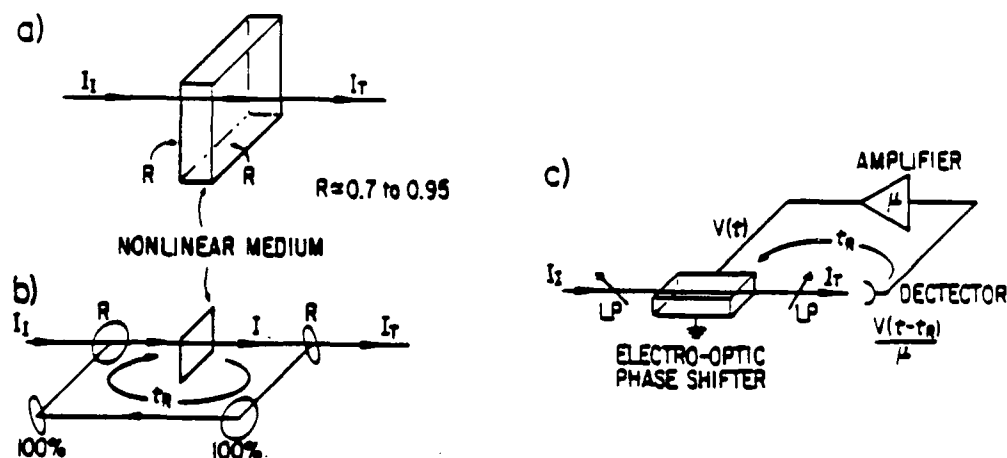 a)
I_I
I_T
R
R
R≃0.7 to 0.95
NONLINEAR MEDIUM
b)
R
R
I_I
I
I_T
t_R
100%
100%.
c)
AMPLIFIER
μ
V(t)
t_R
I_I
I_T
LP
LP
DECTECTOR
V(t-t_R)
μ
ELECTRO-OPTIC
PHASE SHIFTER